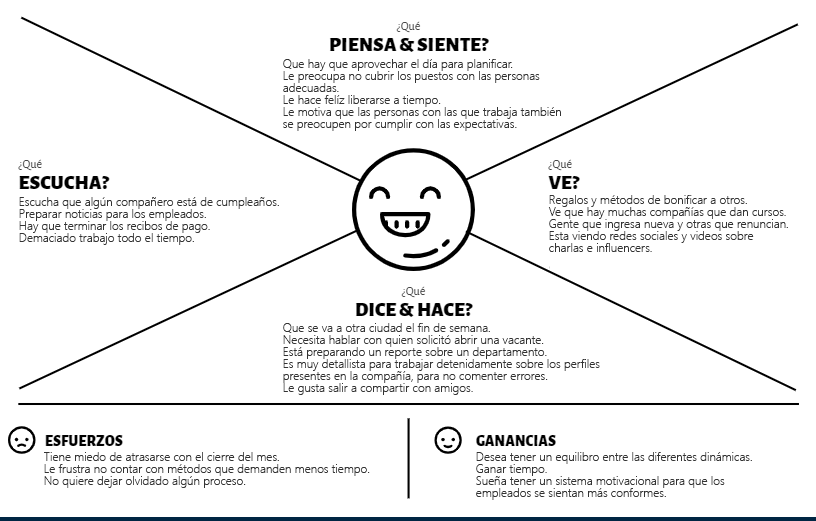 ¿Qué
PIENSA & SIENTE?
Que hay que aprovechar el día para planificar.
Le preocupa no cubrir los puestos con las personas
adecuadas.
Le hace felíz liberarse a tiempo.
Le motiva que las personas con las que trabaja también
se preocupen por cumplir con las expectativas.
¿Qué
ESCUCHA?
Escucha que algún compañero está de cumpleaños.
Preparar noticias para los empleados.
Hay que terminar los recibos de pago.
Demaciado trabajo todo el tiempo.
¿Qué
VE?
Regalos y métodos de bonificar a otros.
Ve que hay muchas compañías que dan cursos.
Gente que ingresa nueva y otras que renuncian.
Esta viendo redes sociales y videos sobre
charlas e influencers.
¿Qué
DICE & HACE?
Que se va a otra ciudad el fin de semana.
Necesita hablar con quien solicitó abrir una vacante.
Está preparando un reporte sobre un departamento.
Es muy detallista para trabajar detenidamente sobre los perfiles
presentes en la compañía, para no comenter errores.
Le gusta salir a compartir con amigos.
ESFUERZOS
Tiene miedo de atrasarse con el cierre del mes.
Le frustra no contar con métodos que demanden menos tiempo.
No quiere dejar olvidado algún proceso.
GANANCIAS
Desea tener un equilibro entre las diferentes dinámicas.
Ganar tiempo.
Sueña tener un sistema motivacional para que los
empleados se sientan más conformes.